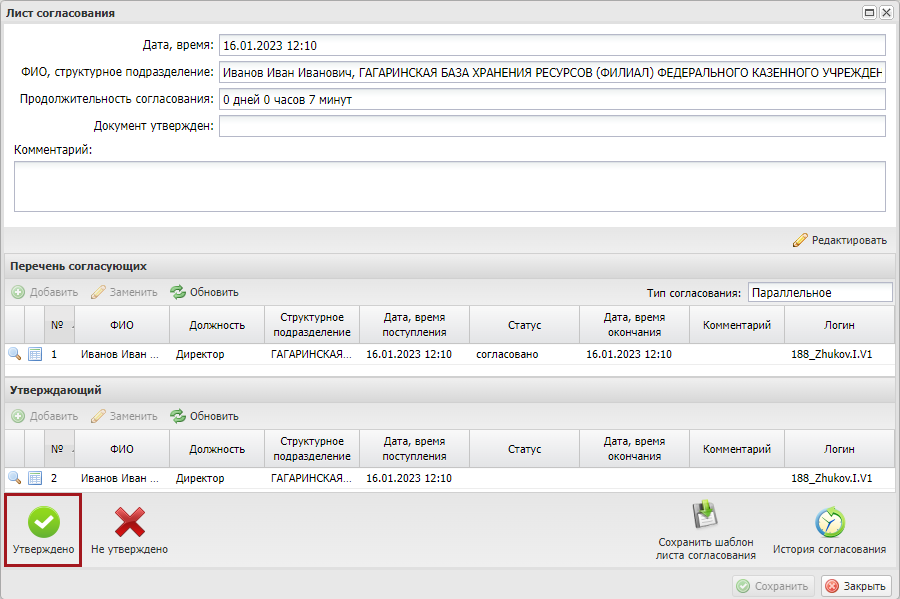 Лист согласования
Дата, время: 16.01.2023 12:10
ФИО, структурное подразделение: Иванов Иван Иванович, ГАГАРИНСКАЯ БАЗА ХРАНЕНИЯ РЕСУРСОВ (ФИЛИАЛ) ФЕДЕРАЛЬНОГО КАЗЕННОГО УЧРЕЖДЕН
Продолжительность согласования: 0 дней 0 часов 7 минут
Документ утвержден:
Комментарий:
Редактировать
Перечень согласующих
Добавить Заменить Обновить Тип согласования: Параллельное
№ ФИО Должность Структурное подразделение Дата, время поступления Статус Дата, время окончания Комментарий Логин
1 Иванов Иван ... Директор ГАГАРИНСКАЯ... 16.01.2023 12:10 согласовано 16.01.2023 12:10 188_Zhukov.I.V1
Утверждающий
Добавить Заменить Обновить
№ ФИО Должность Структурное подразделение Дата, время поступления Статус Дата, время окончания Комментарий Логин
2 Иванов Иван ... Директор ГАГАРИНСКАЯ... 16.01.2023 12:10 188_Zhukov.I.V1
Утверждено Не утверждено Сохранить шаблон листа согласования История согласования
Сохранить Закрыть